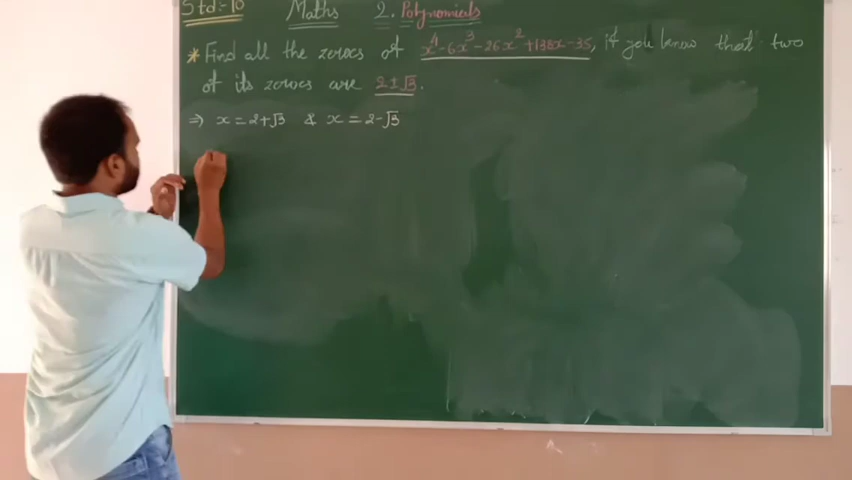 Std:- 10 Maths 2. Polynomials
* Find all the zeroes of x⁴-6x³-26x²+138x-35, if you know that two
of its zeroes are 2±√3.
⇒ x = 2+√3 & x = 2-√3